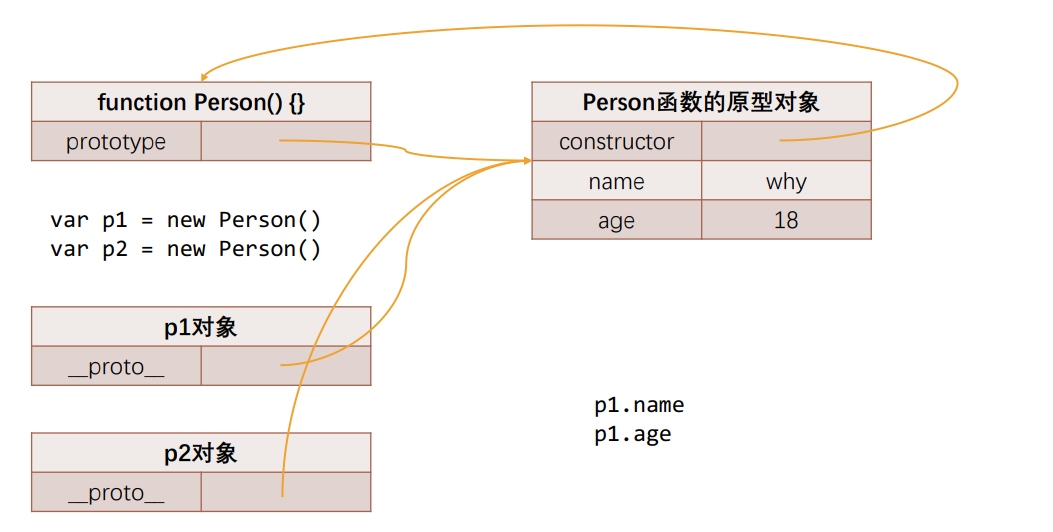 function Person() {}
prototype
Person函数的原型对象
constructor
name why
age 18
var p1 = new Person()
var p2 = new Person()
p1对象
__proto__
p2对象
__proto__
p1.name
p1.age